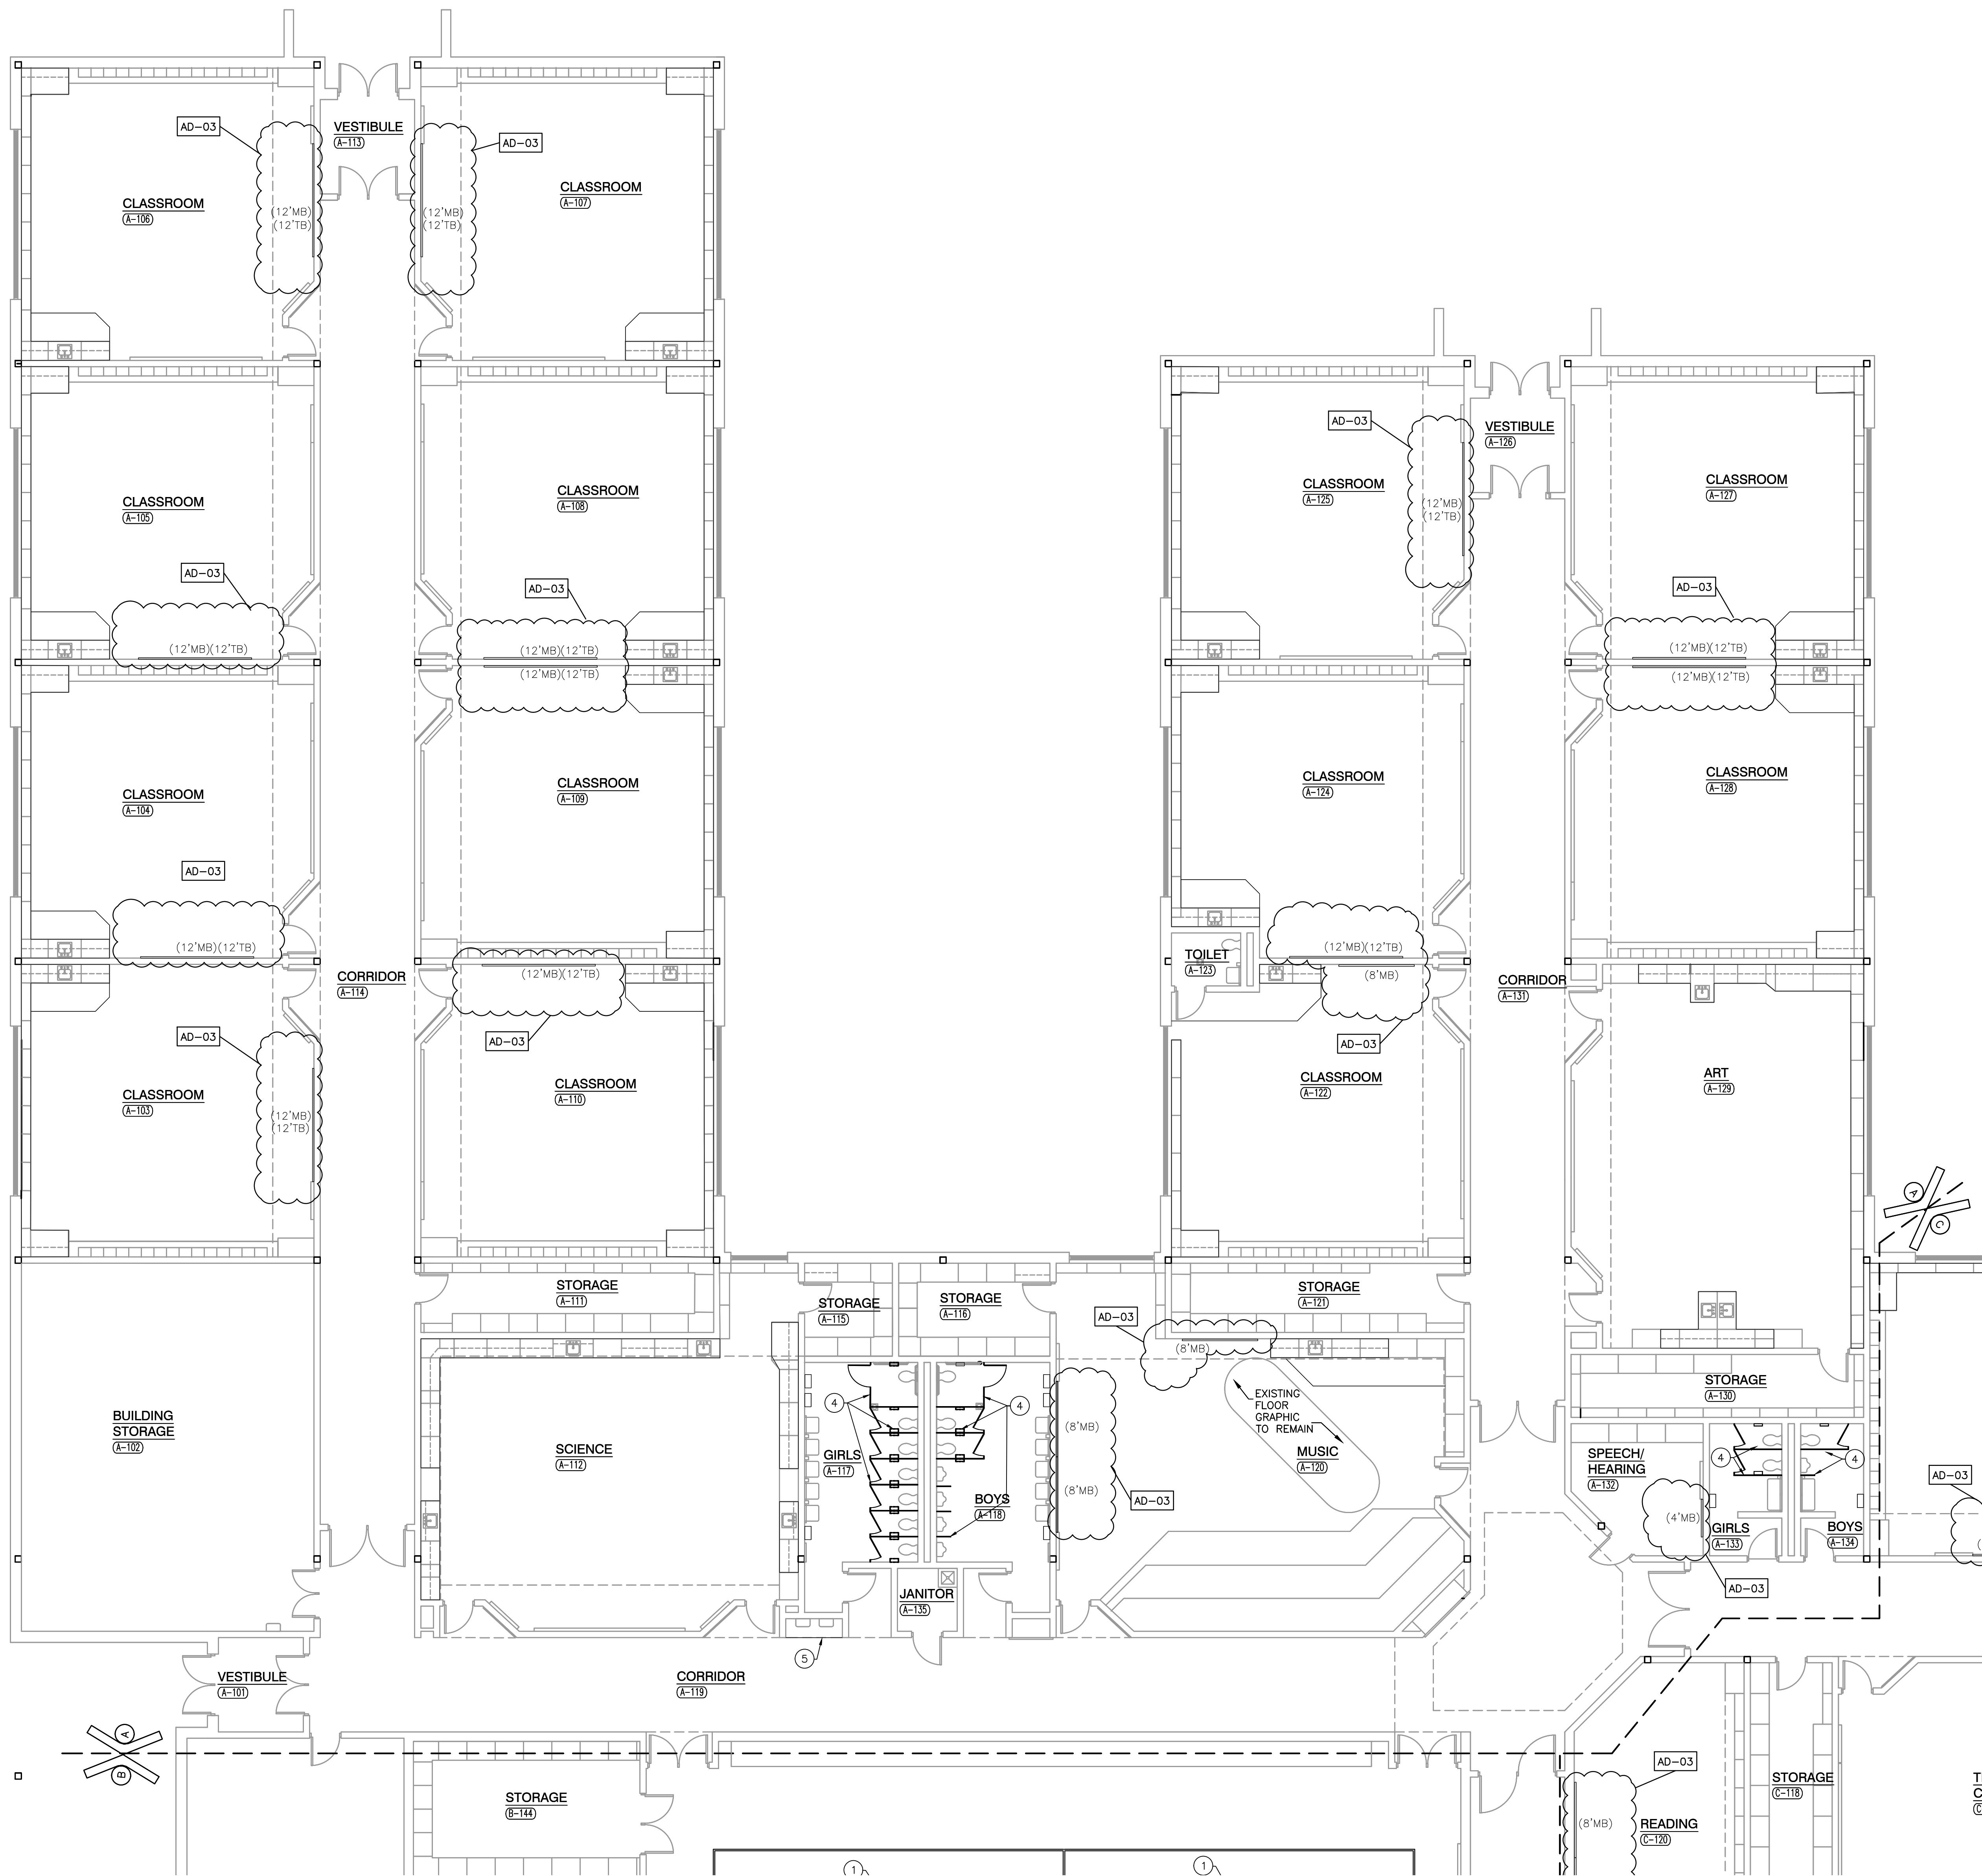 AD-03
VESTIBULE
A-113
AD-03
CLASSROOM
A-106
(12'MB)
(12'TB)
(12'MB)
(12'TB)
CLASSROOM
A-107
AD-03
VESTIBULE
A-126
CLASSROOM
A-105
CLASSROOM
A-108
CLASSROOM
A-125
(12'MB)
(12'TB)
CLASSROOM
A-127
AD-03
AD-03
AD-03
(12'MB)(12'TB)
(12'MB)(12'TB)
(12'MB)(12'TB)
(12'MB)(12'TB)
(12'MB)(12'TB)
CLASSROOM
A-104
CLASSROOM
A-109
CLASSROOM
A-124
CLASSROOM
A-128
AD-03
(12'MB)(12'TB)
(12'MB)(12'TB)
TOILET
A-123
(12'MB)(12'TB)
(8'MB)
CORRIDOR
A-114
CORRIDOR
A-131
AD-03
AD-03
AD-03
CLASSROOM
A-103
(12'MB)
(12'TB)
CLASSROOM
A-110
CLASSROOM
A-122
ART
A-129
A
C
STORAGE
A-111
STORAGE
A-115
STORAGE
A-116
STORAGE
A-121
AD-03
(8'MB)
STORAGE
A-130
BUILDING
STORAGE
A-102
SCIENCE
A-112
4
4
GIRLS
A-117
BOYS
A-118
(8'MB)
(8'MB)
AD-03
EXISTING
FLOOR
GRAPHIC
TO REMAIN
MUSIC
A-120
SPEECH/
HEARING
A-132
4
4
AD-03
(4'MB)
GIRLS
A-133
BOYS
A-134
AD-03
JANITOR
A-135
5
VESTIBULE
A-101
CORRIDOR
A-119
A
B
AD-03
STORAGE
B-144
STORAGE
C-118
(8'MB)
READING
C-120
1
1